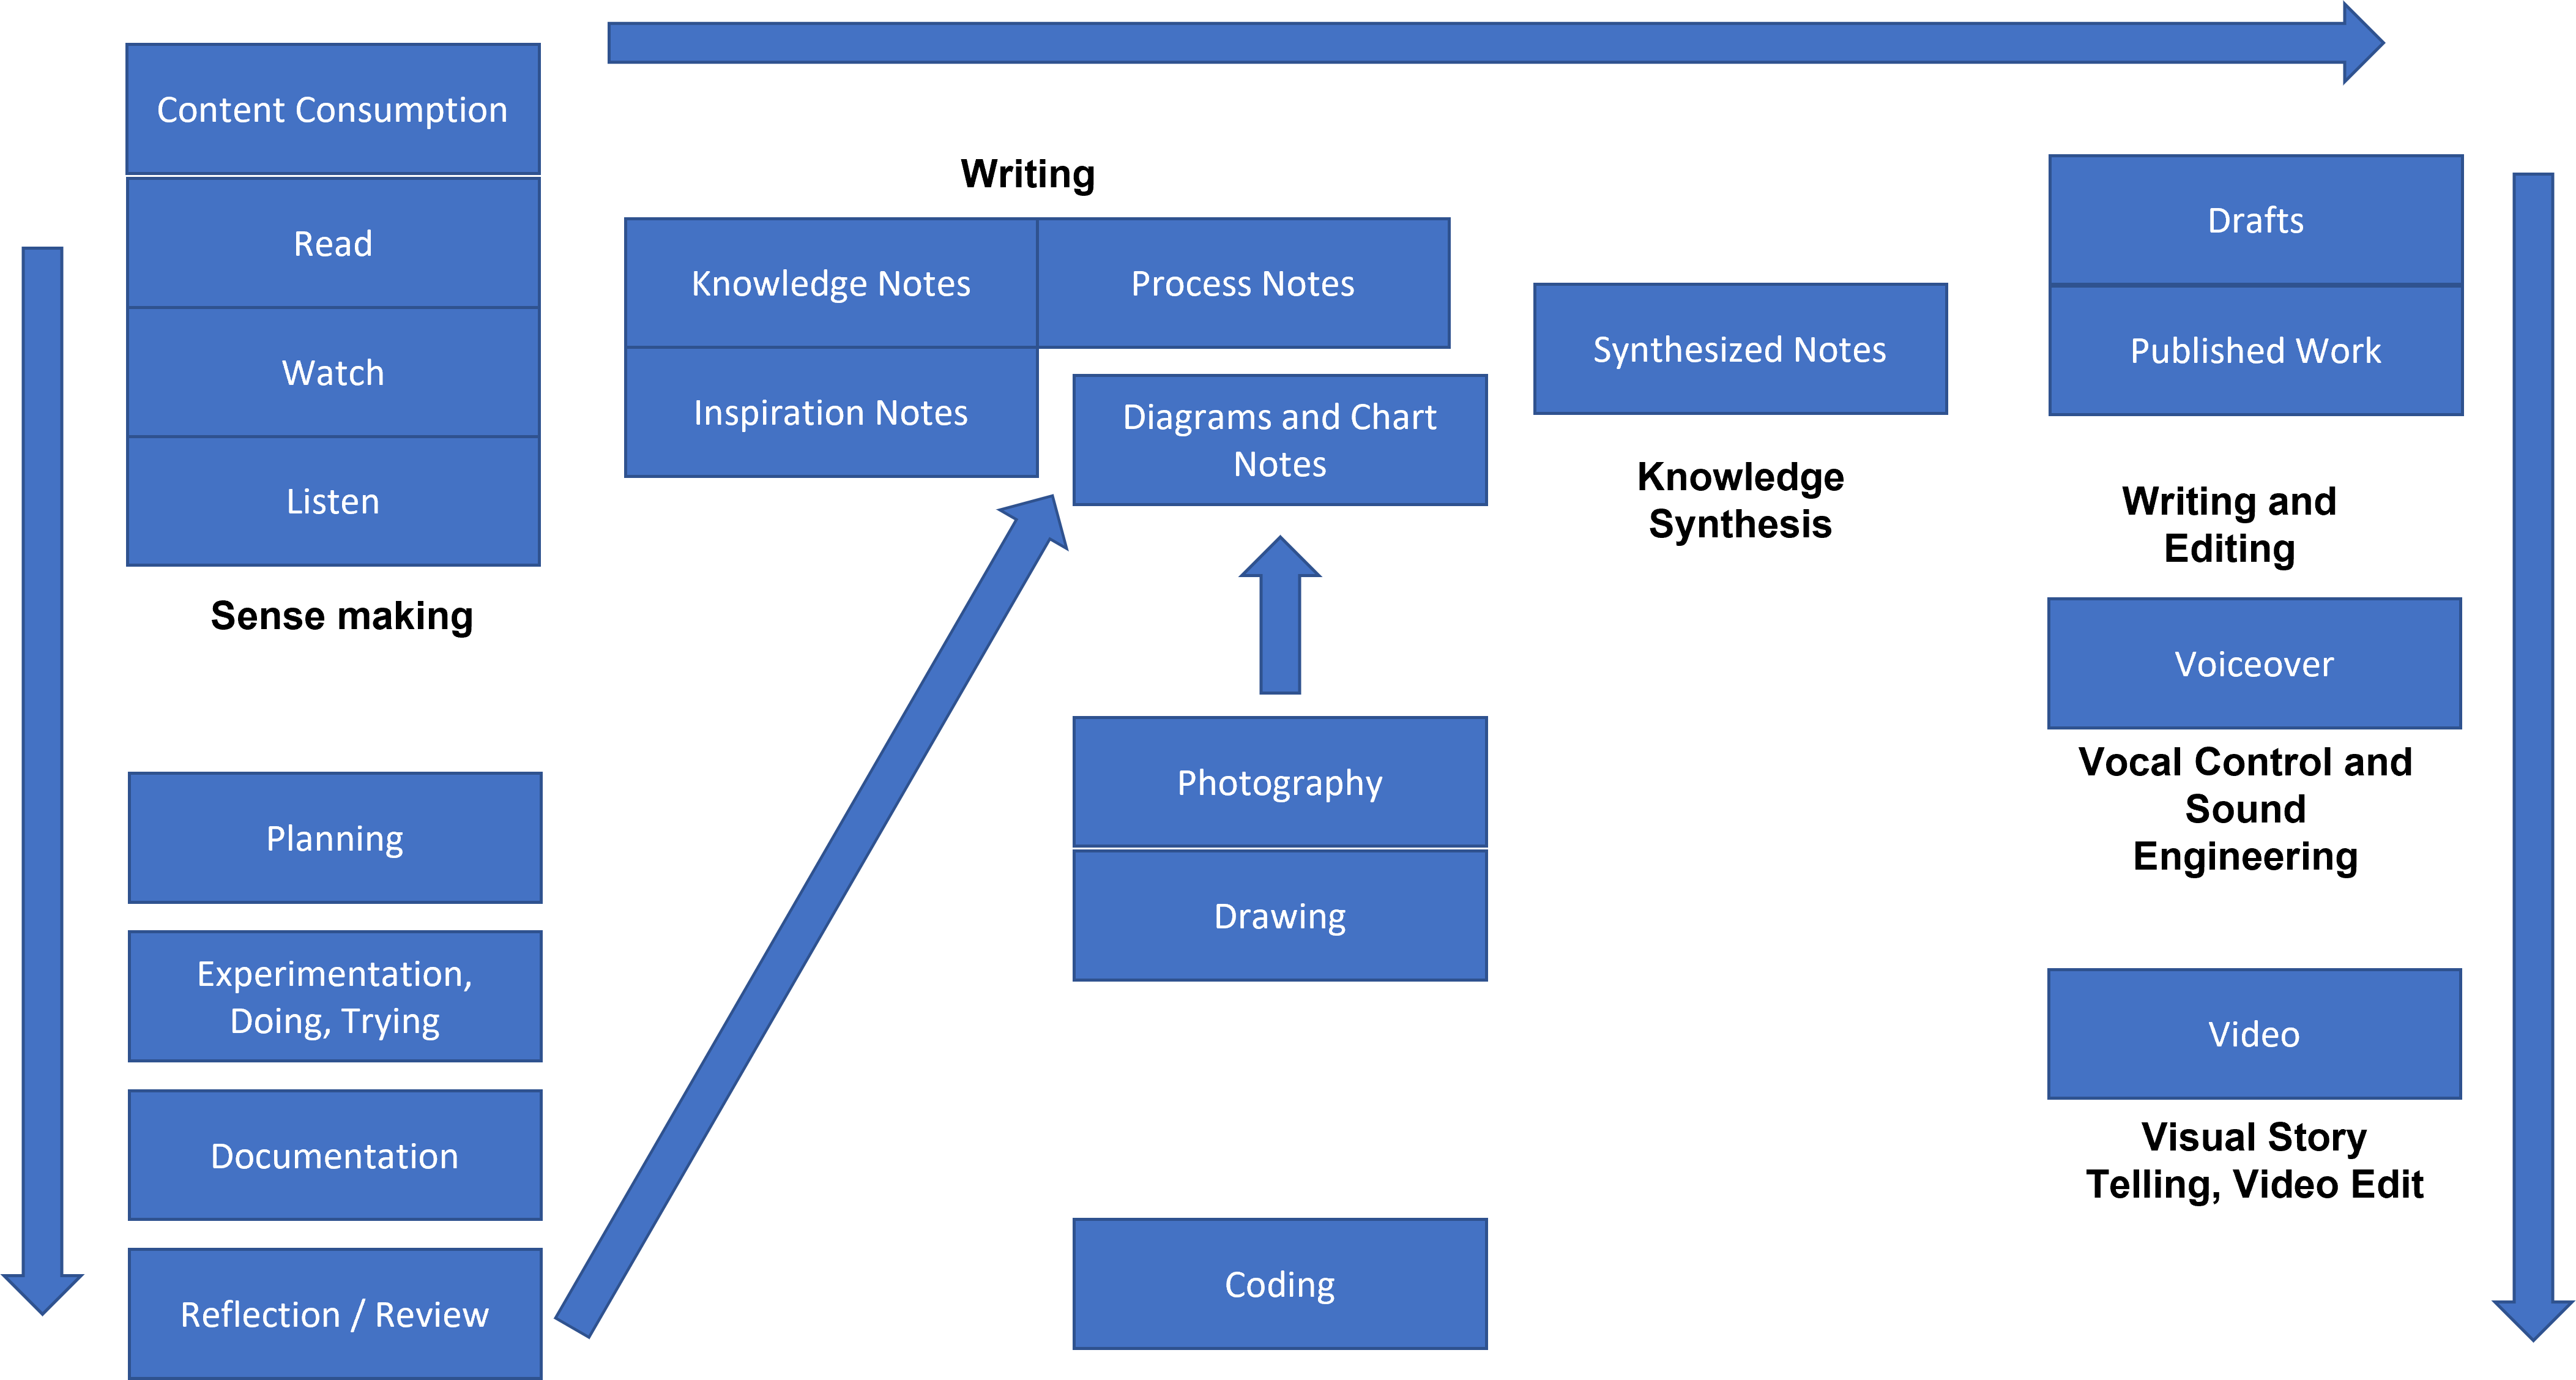 Content Consumption
Read
Watch
Listen
Sense making
Planning
Experimentation,
Doing, Trying
Documentation
Reflection / Review
Writing
Knowledge Notes
Process Notes
Inspiration Notes
Diagrams and Chart
Notes
Photography
Drawing
Coding
Synthesized Notes
Knowledge
Synthesis
Drafts
Published Work
Writing and
Editing
Voiceover
Vocal Control and
Sound
Engineering
Video
Visual Story
Telling, Video Edit